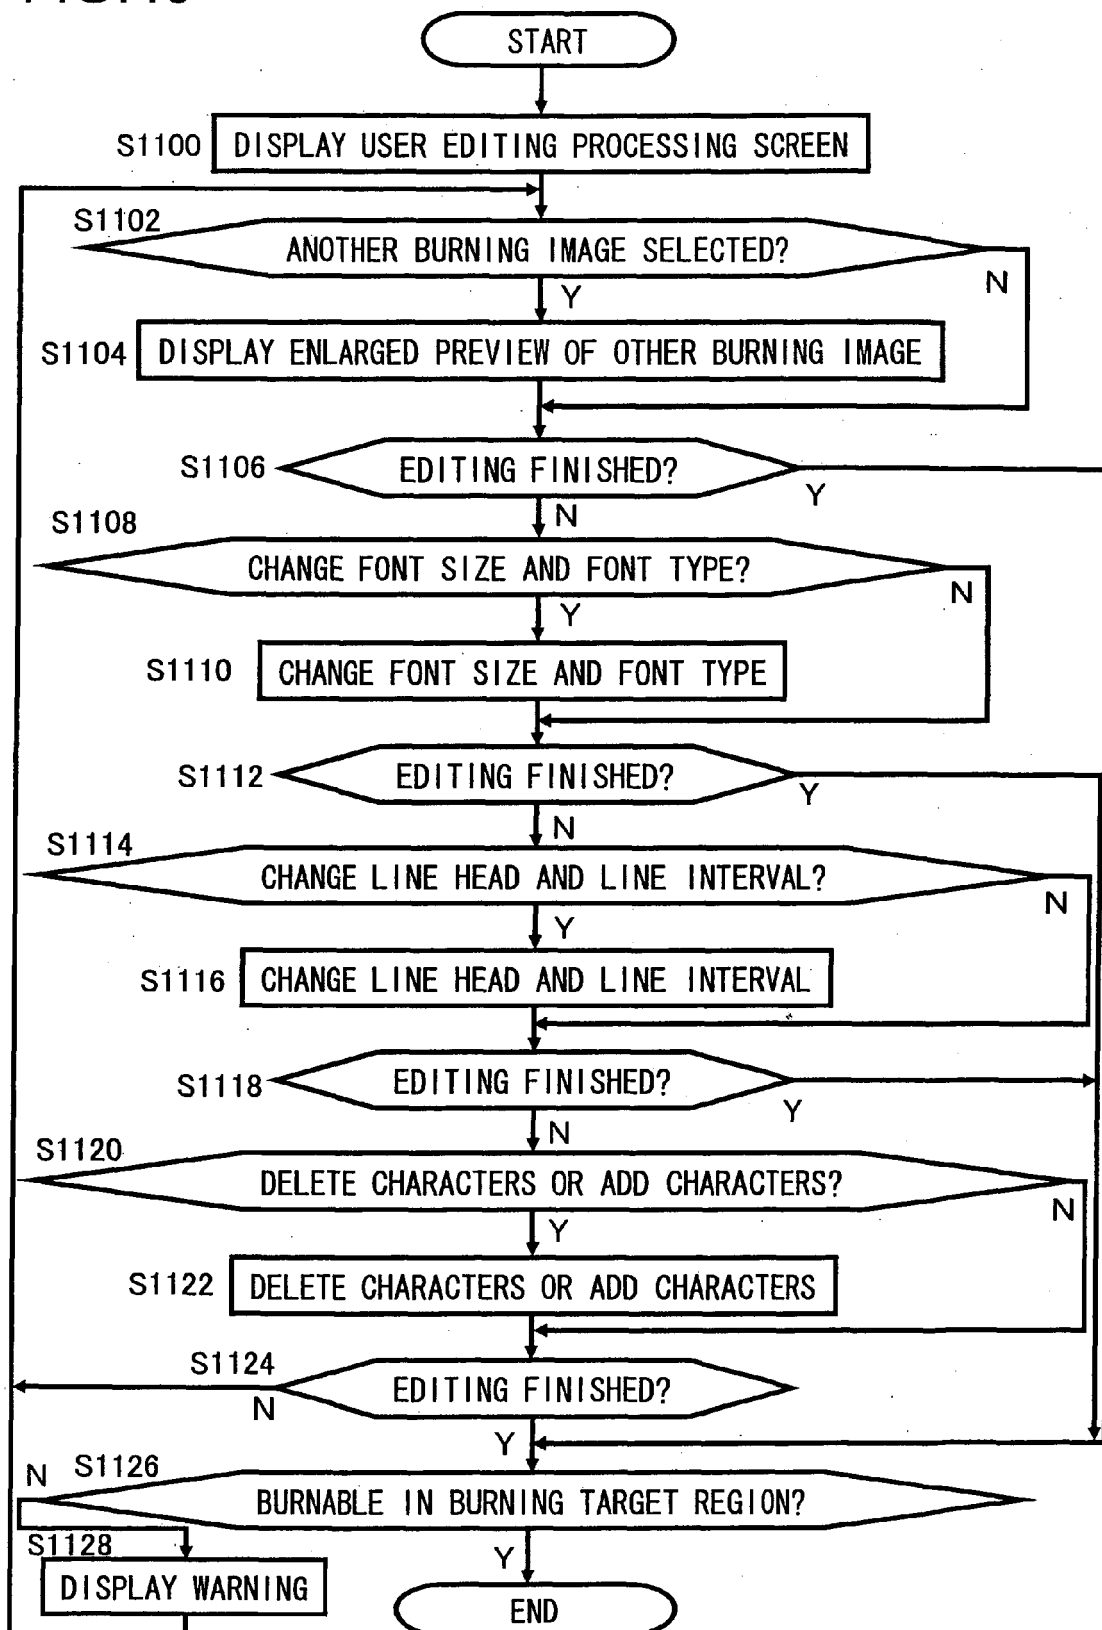 START
S1100 DISPLAY USER EDITING PROCESSING SCREEN
S1102
ANOTHER BURNING IMAGE SELECTED?
N
Y
S1104 DISPLAY ENLARGED PREVIEW OF OTHER BURNING IMAGE
S1106 EDITING FINISHED?
Y
N
S1108
CHANGE FONT SIZE AND FONT TYPE?
N
Y
S1110 CHANGE FONT SIZE AND FONT TYPE
S1112 EDITING FINISHED?
Y
N
S1114
CHANGE LINE HEAD AND LINE INTERVAL?
N
Y
S1116 CHANGE LINE HEAD AND LINE INTERVAL
S1118 EDITING FINISHED?
Y
N
S1120
DELETE CHARACTERS OR ADD CHARACTERS?
N
Y
S1122 DELETE CHARACTERS OR ADD CHARACTERS
S1124
EDITING FINISHED?
N
Y
N S1126
BURNABLE IN BURNING TARGET REGION?
S1128
Y
DISPLAY WARNING
END